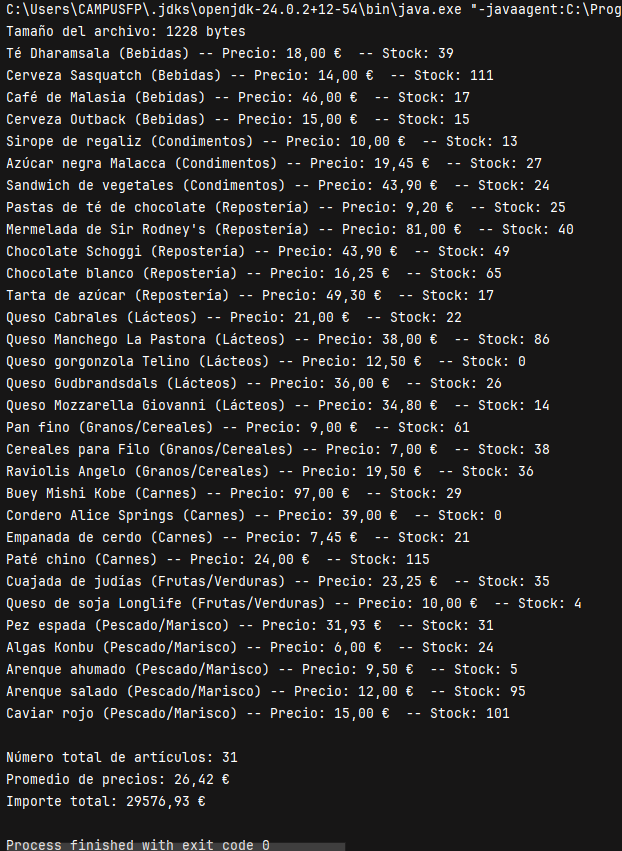 C:\Users\CAMPUSFP\.jdks\openjdk-24.0.2+12-54\bin\java.exe "-javaagent:C:\Prog
Tamaño del archivo: 1228 bytes
Té Dharamsala (Bebidas) -- Precio: 18,00 €  -- Stock: 39
Cerveza Sasquatch (Bebidas) -- Precio: 14,00 €  -- Stock: 111
Café de Malasia (Bebidas) -- Precio: 46,00 €  -- Stock: 17
Cerveza Outback (Bebidas) -- Precio: 15,00 €  -- Stock: 15
Sirope de regaliz (Condimentos) -- Precio: 10,00 €  -- Stock: 13
Azúcar negra Malacca (Condimentos) -- Precio: 19,45 €  -- Stock: 27
Sandwich de vegetales (Condimentos) -- Precio: 43,90 €  -- Stock: 24
Pastas de té de chocolate (Repostería) -- Precio: 9,20 €  -- Stock: 25
Mermelada de Sir Rodney's (Repostería) -- Precio: 81,00 €  -- Stock: 40
Chocolate Schoggi (Repostería) -- Precio: 43,90 €  -- Stock: 49
Chocolate blanco (Repostería) -- Precio: 16,25 €  -- Stock: 65
Tarta de azúcar (Repostería) -- Precio: 49,30 €  -- Stock: 17
Queso Cabrales (Lácteos) -- Precio: 21,00 €  -- Stock: 22
Queso Manchego La Pastora (Lácteos) -- Precio: 38,00 €  -- Stock: 86
Queso gorgonzola Telino (Lácteos) -- Precio: 12,50 €  -- Stock: 0
Queso Gudbrandsdals (Lácteos) -- Precio: 36,00 €  -- Stock: 26
Queso Mozzarella Giovanni (Lácteos) -- Precio: 34,80 €  -- Stock: 14
Pan fino (Granos/Cereales) -- Precio: 9,00 €  -- Stock: 61
Cereales para Filo (Granos/Cereales) -- Precio: 7,00 €  -- Stock: 38
Raviolis Angelo (Granos/Cereales) -- Precio: 19,50 €  -- Stock: 36
Buey Mishi Kobe (Carnes) -- Precio: 97,00 €  -- Stock: 29
Cordero Alice Springs (Carnes) -- Precio: 39,00 €  -- Stock: 0
Empanada de cerdo (Carnes) -- Precio: 7,45 €  -- Stock: 21
Paté chino (Carnes) -- Precio: 24,00 €  -- Stock: 115
Cuajada de judías (Frutas/Verduras) -- Precio: 23,25 €  -- Stock: 35
Queso de soja Longlife (Frutas/Verduras) -- Precio: 10,00 €  -- Stock: 4
Pez espada (Pescado/Marisco) -- Precio: 31,93 €  -- Stock: 31
Algas Konbu (Pescado/Marisco) -- Precio: 6,00 €  -- Stock: 24
Arenque ahumado (Pescado/Marisco) -- Precio: 9,50 €  -- Stock: 5
Arenque salado (Pescado/Marisco) -- Precio: 12,00 €  -- Stock: 95
Caviar rojo (Pescado/Marisco) -- Precio: 15,00 €  -- Stock: 101
Número total de artículos: 31
Promedio de precios: 26,42 €
Importe total: 29576,93 €
Process finished with exit code 0